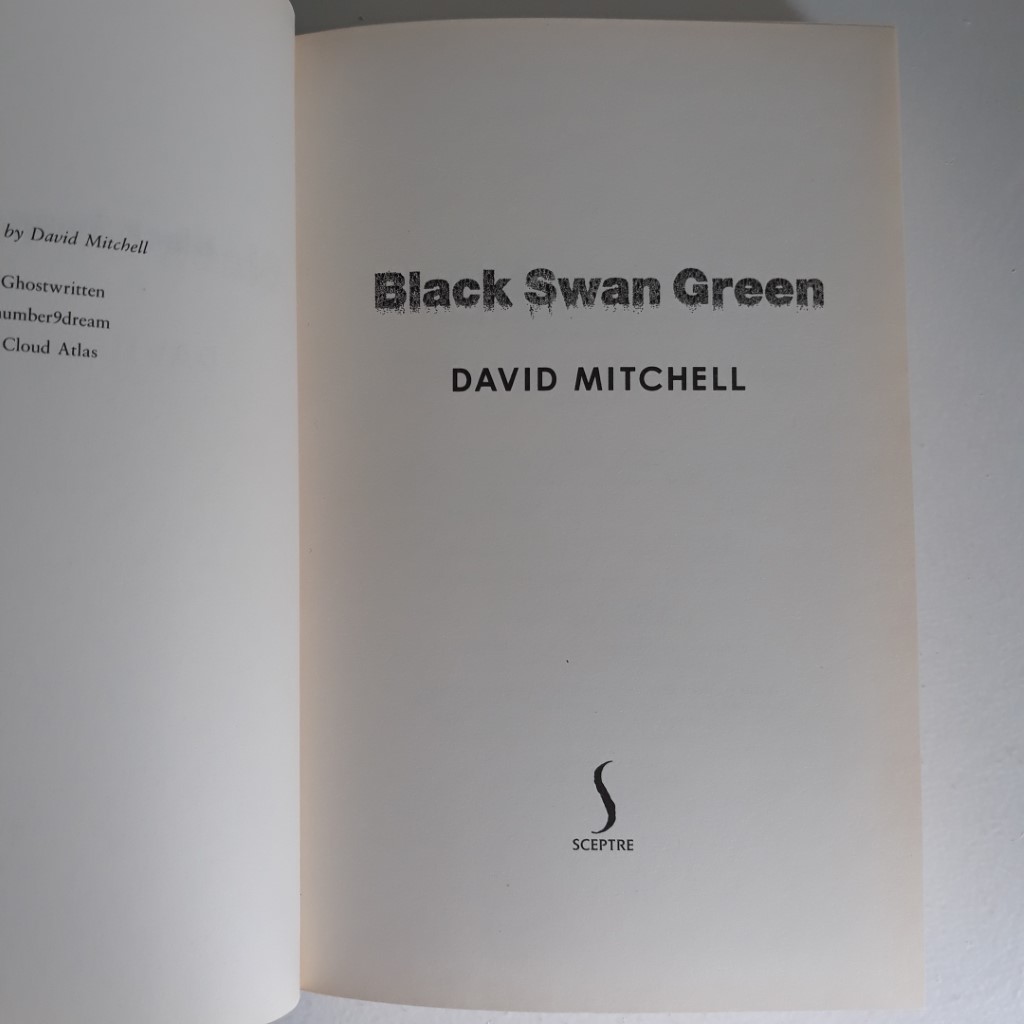 by David Mitchell
Ghostwritten
number9dream
Cloud Atlas
Black Swan Green
DAVID MITCHELL
SCEPTRE